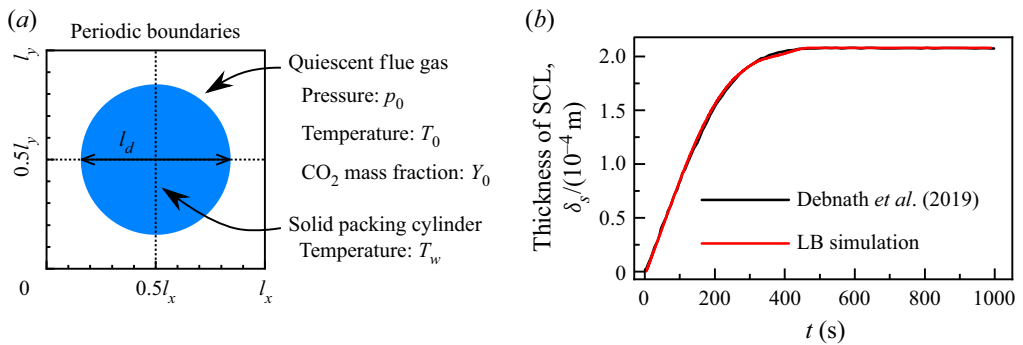 (a)
Periodic boundaries
l_y
0.5l_y
0
0.5l_x
l_x
l_d
Quiescent flue gas
Pressure: p_0
Temperature: T_0
CO_2 mass fraction: Y_0
Solid packing cylinder
Temperature: T_w
(b)
Thickness of SCL,
δ_s/(10^–4 m)
2.0
1.5
1.0
0.5
0
Debnath et al. (2019)
LB simulation
0
200
400
600
800
1000
t (s)